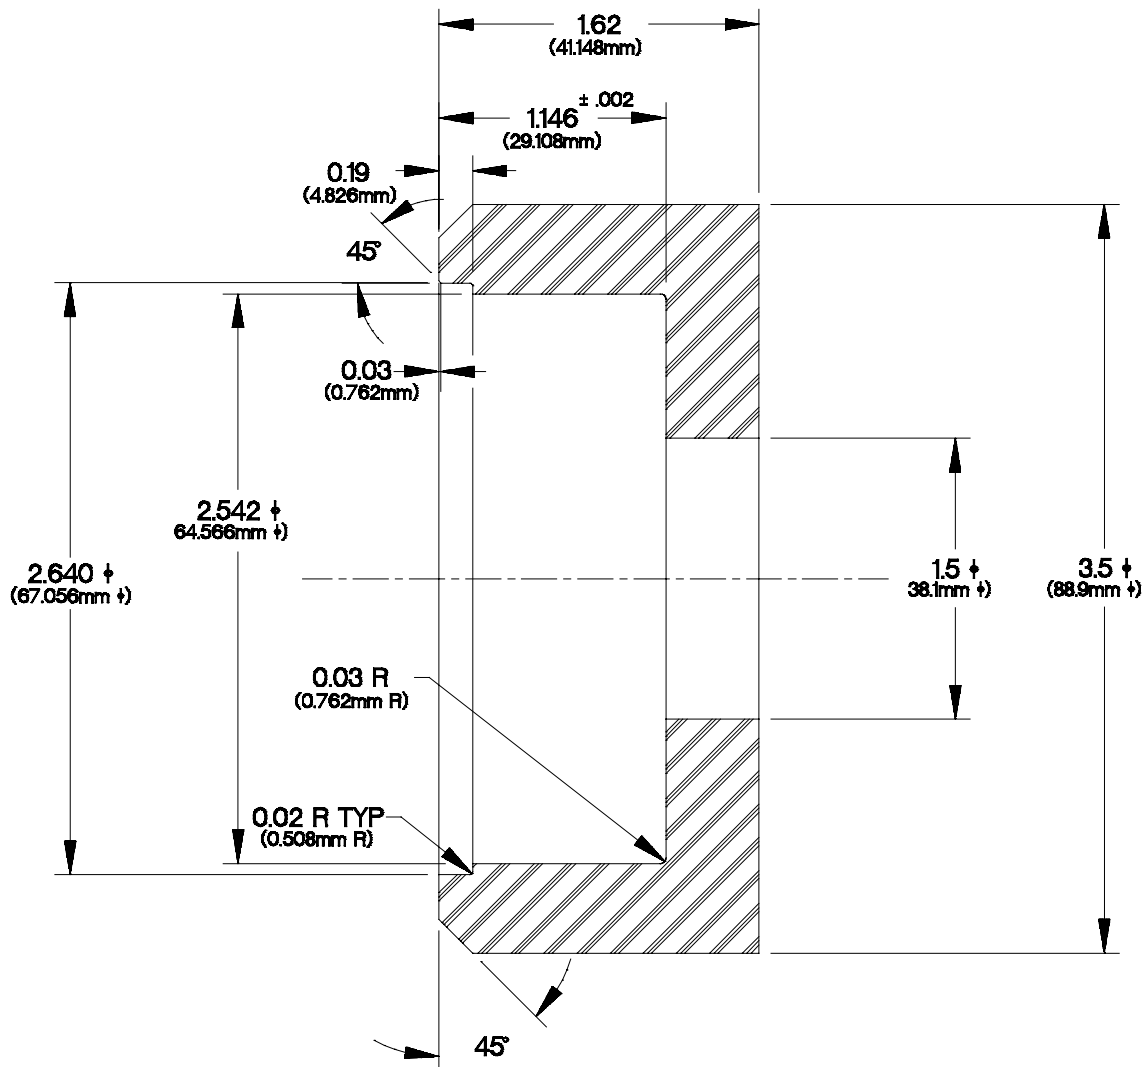 1.62
(41.148mm)
± .002
1.146
(29.108mm)
0.19
(4.826mm)
45°
0.03
(0.762mm)
2.542 ⌀
64.566mm ⌀)
2.640 ⌀
(67.056mm ⌀)
1.5 ⌀
38.1mm ⌀)
3.5 ⌀
(88.9mm ⌀)
0.03 R
(0.762mm R)
0.02 R TYP
(0.508mm R)
45°